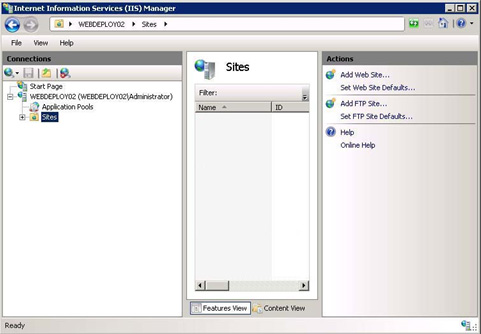 Internet Information Services (IIS) Manager
WEBDEPLOY02 Sites
File View Help
Connections
Start Page
WEBDEPLOY02 (WEBDEPLOY02\Administrator)
Application Pools
Sites
Sites
Filter:
Name ID
Features View Content View
Actions
Add Web Site...
Set Web Site Defaults...
Add FTP Site...
Set FTP Site Defaults...
Help
Online Help
Ready